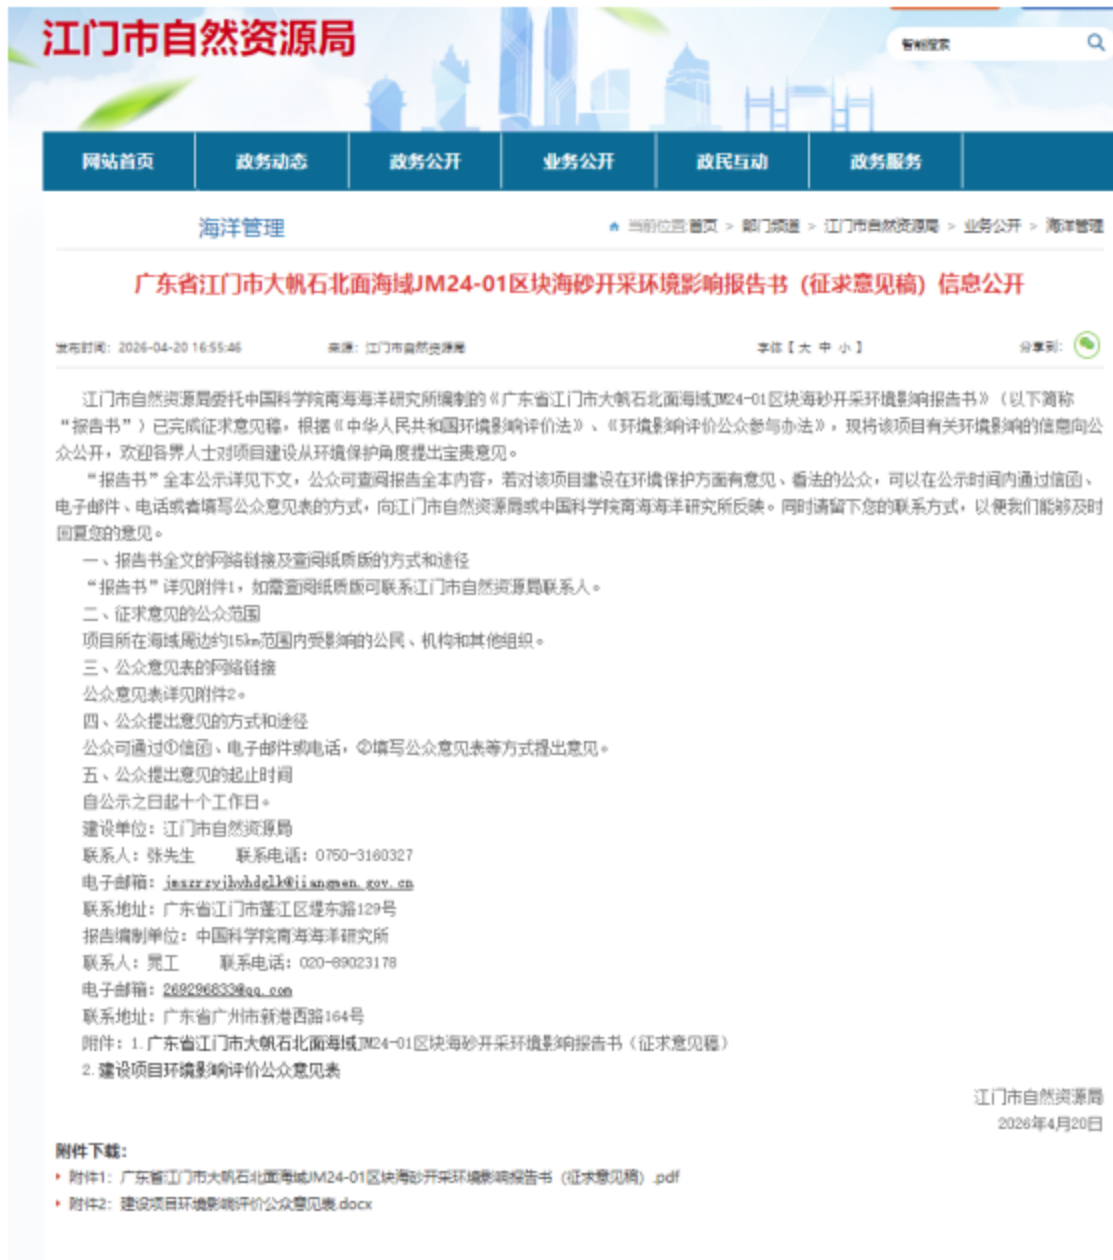 江门市自然资源局
智能搜索
网站首页 政务动态 政务公开 业务公开 政民互动 政务服务
海洋管理
当前位置:首页 > 部门频道 > 江门市自然资源局 > 业务公开 > 海洋管理
广东省江门市大帆石北面海域JM24-01区块海砂开采环境影响报告书（征求意见稿）信息公开
发布时间：2026-04-20 16:55:46 来源：江门市自然资源局 字体【 大 中 小 】 分享到：
江门市自然资源局委托中国科学院南海海洋研究所编制的《广东省江门市大帆石北面海域JM24-01区块海砂开采环境影响报告书》（以下简称
“报告书”）已完成征求意见稿，根据《中华人民共和国环境影响评价法》、《环境影响评价公众参与办法》，现将该项目有关环境影响的信息向公
众公开，欢迎各界人士对项目建设从环境保护角度提出宝贵意见。
“报告书”全本公示详见下文，公众可查阅报告全本内容，若对该项目建设在环境保护方面有意见、看法的公众，可以在公示时间内通过信函、
电子邮件、电话或者填写公众意见表的方式，向江门市自然资源局或中国科学院南海海洋研究所反映。同时请留下您的联系方式，以便我们能够及时
回复您的意见。
一、报告书全文的网络链接及查阅纸质版的方式和途径
“报告书”详见附件1，如需查阅纸质版可联系江门市自然资源局联系人。
二、征求意见的公众范围
项目所在海域周边约15km范围内受影响的公民、机构和其他组织。
三、公众意见表的网络链接
公众意见表详见附件2。
四、公众提出意见的方式和途径
公众可通过①信函、电子邮件或电话，②填写公众意见表等方式提出意见。
五、公众提出意见的起止时间
自公示之日起十个工作日。
建设单位：江门市自然资源局
联系人：张先生 联系电话：0750-3160327
电子邮箱：
联系地址：广东省江门市蓬江区堤东路129号
报告编制单位：中国科学院南海海洋研究所
联系人：晁工 联系电话：020-89023178
电子邮箱：269296833@qq.com
联系地址：广东省广州市新港西路164号
附件：1.广东省江门市大帆石北面海域JM24-01区块海砂开采环境影响报告书（征求意见稿）
2.建设项目环境影响评价公众意见表
江门市自然资源局
2026年4月20日
附件下载：
附件1：广东省江门市大帆石北面海域JM24-01区块海砂开采环境影响报告书（征求意见稿）.pdf
附件2：建设项目环境影响评价公众意见表.docx